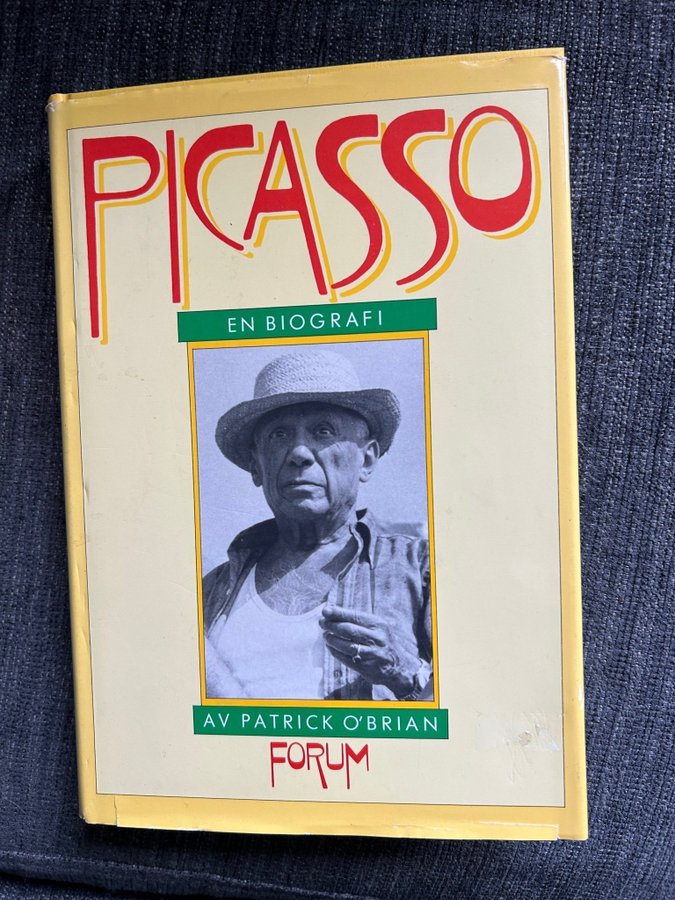 PICASSO
EN BIOGRAFI
AV PATRICK O'BRIAN
FORUM